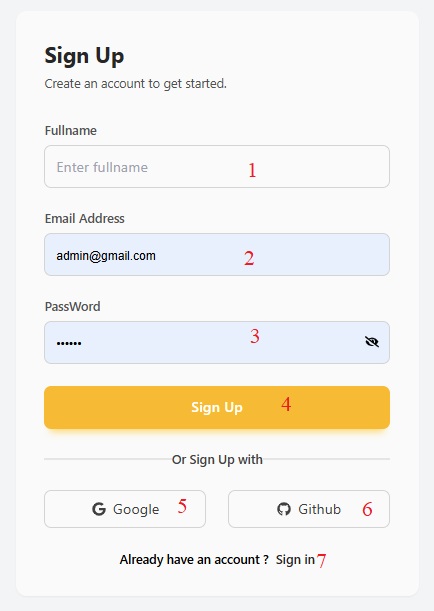 Sign Up
Create an account to get started.
Fullname
Enter fullname 1
Email Address
admin@gmail.com 2
PassWord
•••••• 3
Sign Up 4
Or Sign Up with
Google 5 Github 6
Already have an account ? Sign in 7